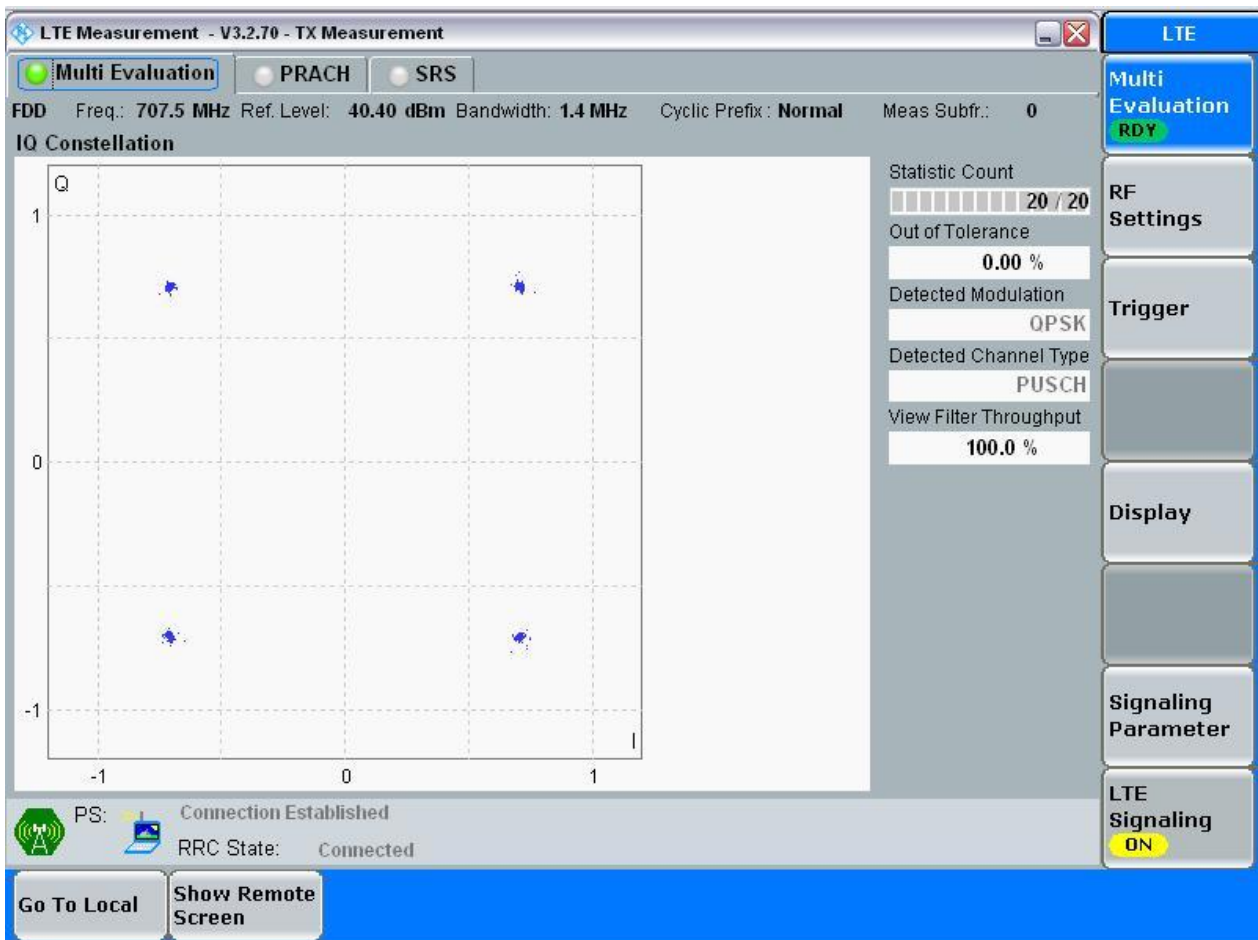 LTE Measurement - V3.2.70 - TX Measurement
LTE
Multi Evaluation PRACH SRS
FDD Freq.: 707.5 MHz Ref. Level: 40.40 dBm Bandwidth: 1.4 MHz Cyclic Prefix : Normal Meas Subfr.: 0
IQ Constellation
Q
1
0
-1
I
-1 0 1
Statistic Count
20 / 20
Out of Tolerance
0.00 %
Detected Modulation
QPSK
Detected Channel Type
PUSCH
View Filter Throughput
100.0 %
Multi
Evaluation
RDY
RF
Settings
Trigger
Display
Signaling
Parameter
LTE
Signaling
ON
PS: Connection Established
RRC State: Connected
Go To Local
Show Remote
Screen